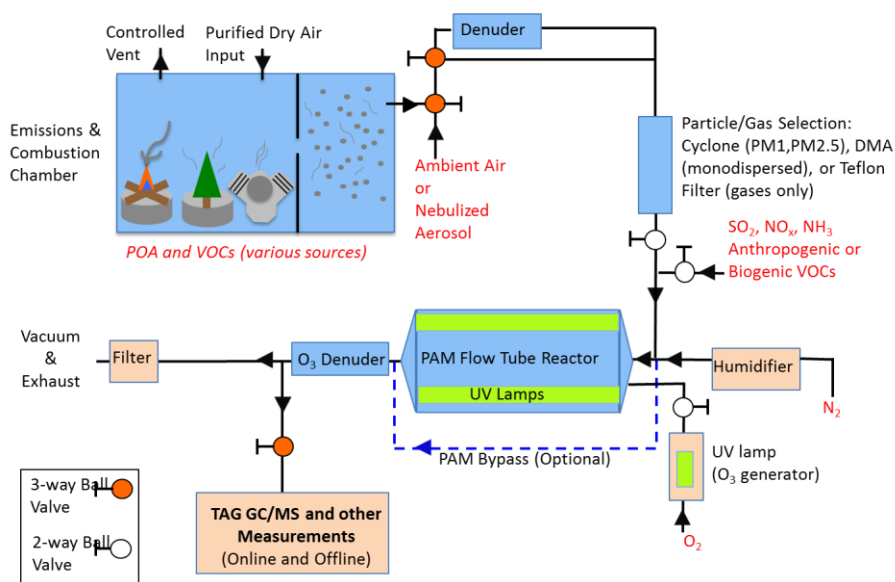 Controlled
Vent
Purified Dry Air
Input
Denuder
Emissions &
Combustion
Chamber
Particle/Gas Selection:
Cyclone (PM1,PM2.5), DMA
(monodispersed), or Teflon
Filter (gases only)
Ambient Air
or
Nebulized
Aerosol
POA and VOCs (various sources)
SO₂, NOₓ, NH₃
Anthropogenic or
Biogenic VOCs
Vacuum
&
Exhaust
Filter
O₃ Denuder
PAM Flow Tube Reactor
UV Lamps
Humidifier
N₂
PAM Bypass (Optional)
UV lamp
(O₃ generator)
O₂
3-way Ball
Valve
2-way Ball
Valve
TAG GC/MS and other
Measurements
(Online and Offline)